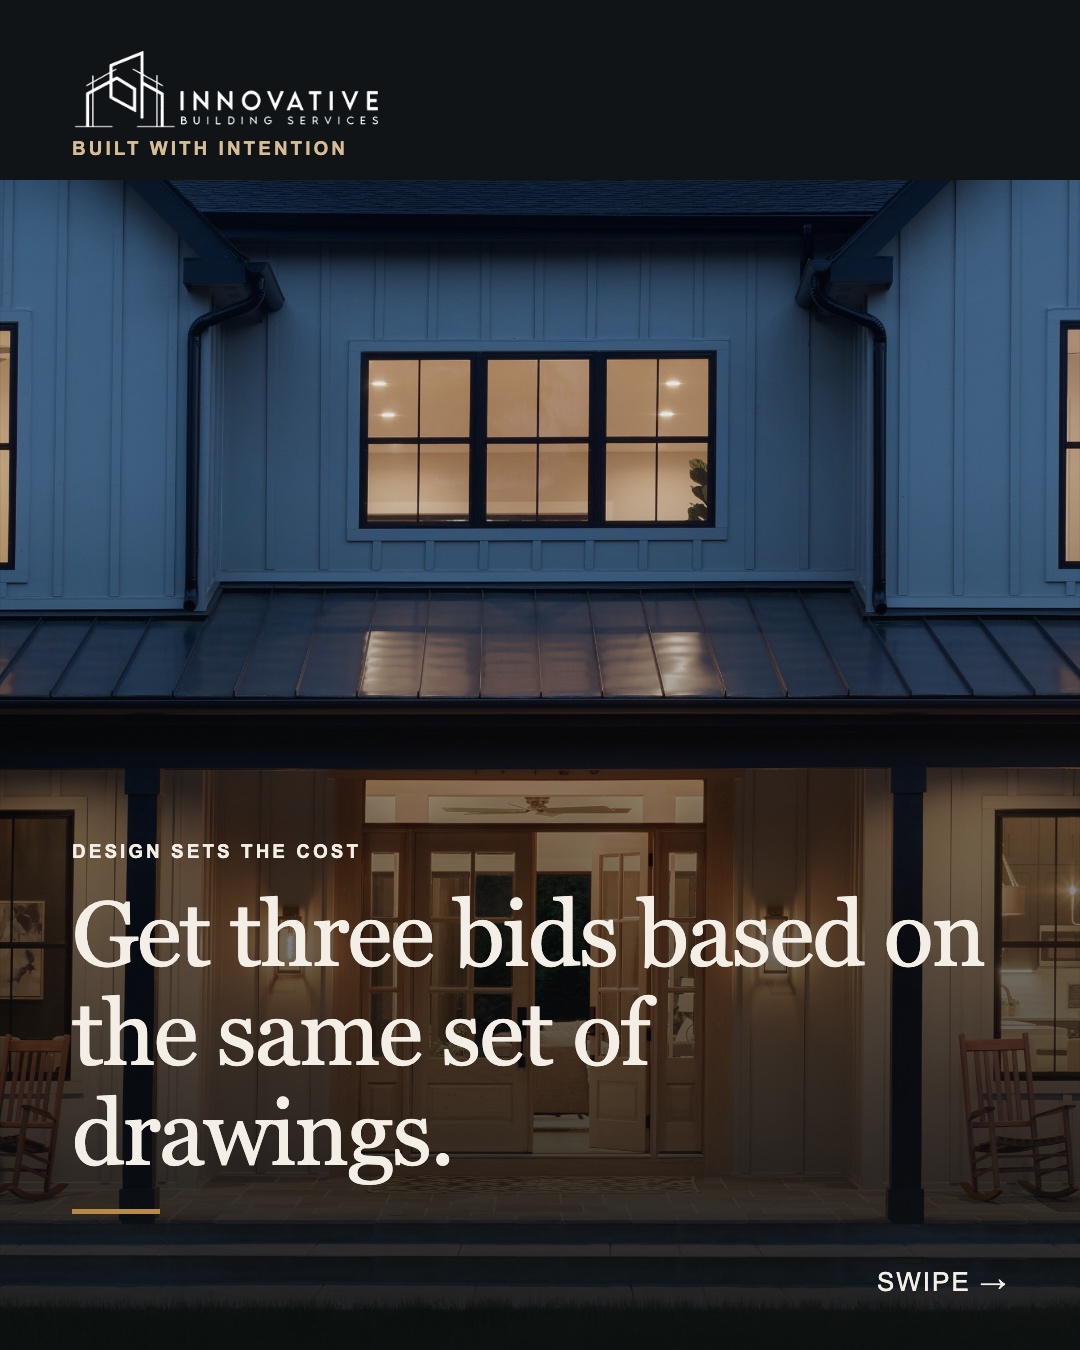 INNOVATIVE
BUILDING SERVICES
BUILT WITH INTENTION
DESIGN SETS THE COST
Get three bids based on
the same set of
drawings.
SWIPE →